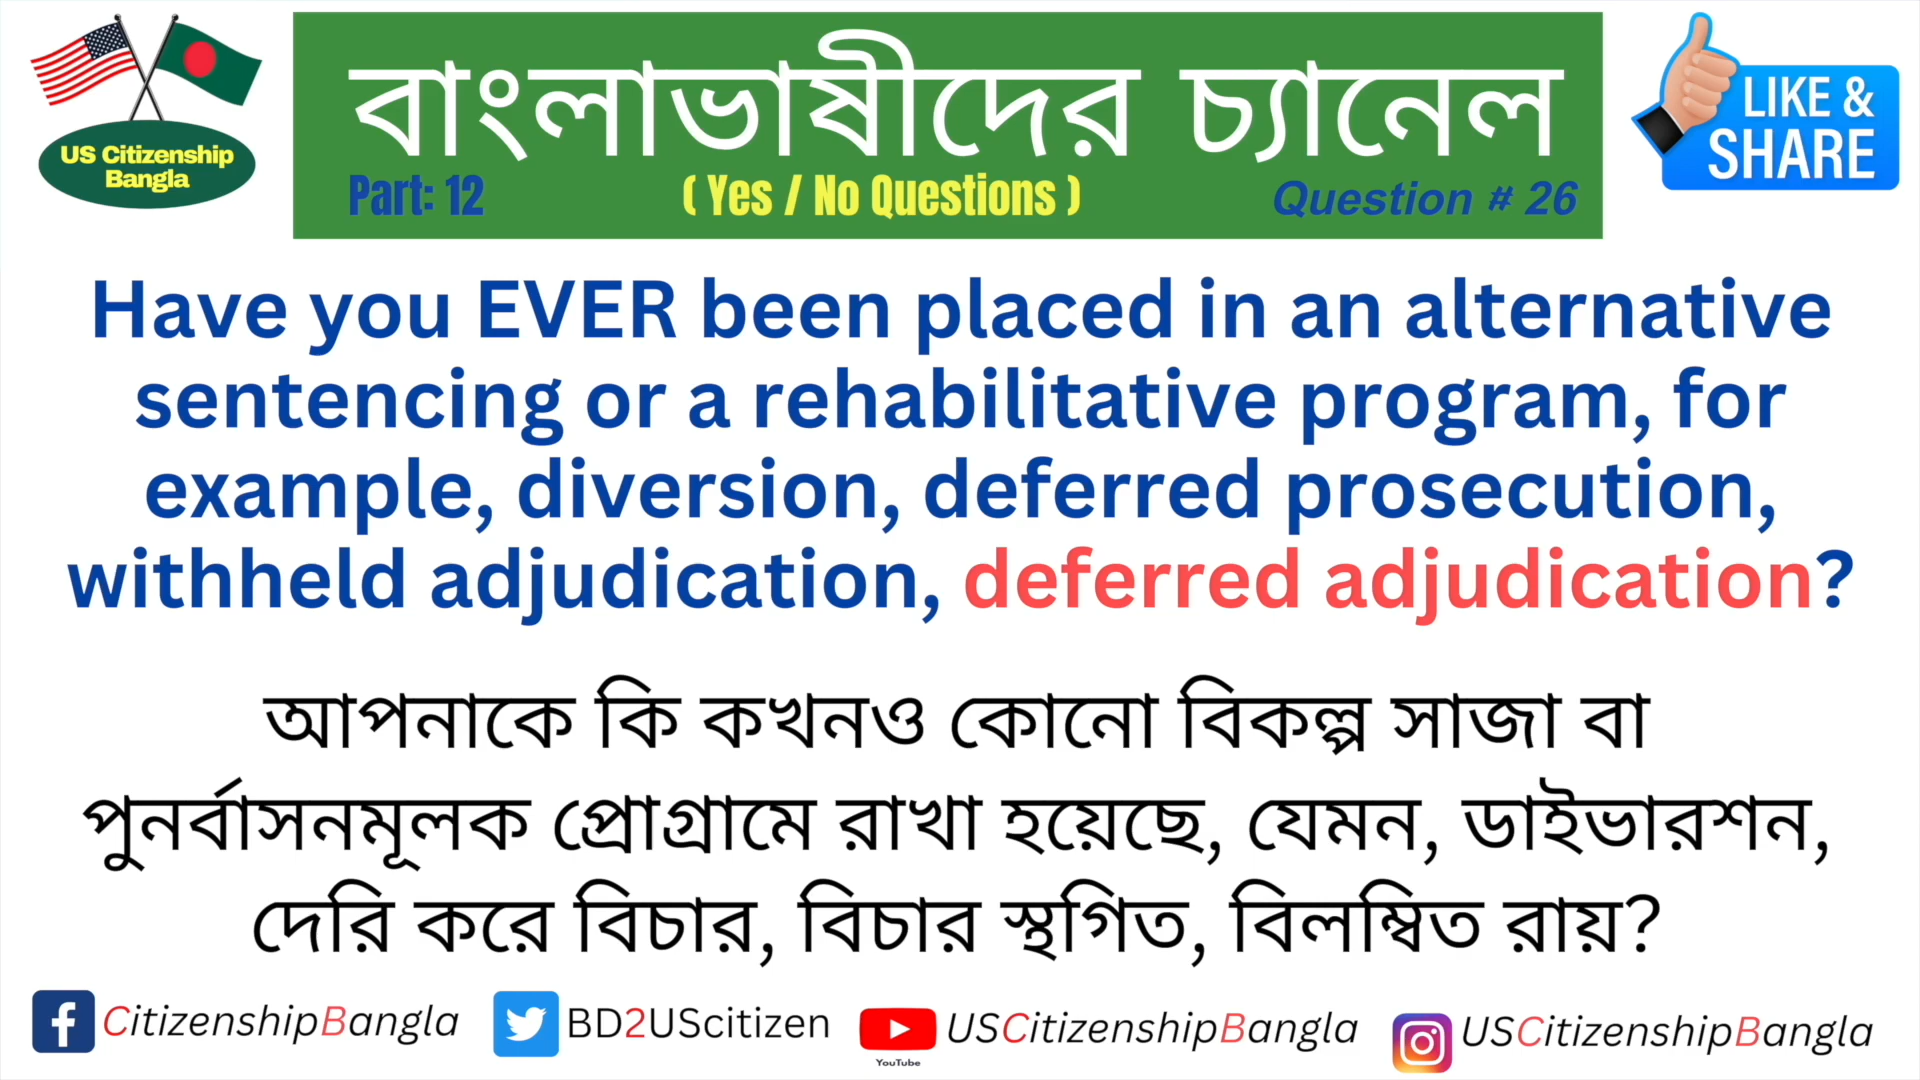 US Citizenship
Bangla
বাংলাভাষীদের চ্যানেল
Part: 12 ( Yes / No Questions ) Question # 26
LIKE &
SHARE
Have you EVER been placed in an alternative
sentencing or a rehabilitative program, for
example, diversion, deferred prosecution,
withheld adjudication, deferred adjudication?
আপনাকে কি কখনও কোনো বিকল্প সাজা বা
পুনর্বাসনমূলক প্রোগ্রামে রাখা হয়েছে, যেমন, ডাইভারশন,
দেরি করে বিচার, বিচার স্থগিত, বিলম্বিত রায়?
CitizenshipBangla BD2UScitizen USCitizenshipBangla USCitizenshipBangla
YouTube